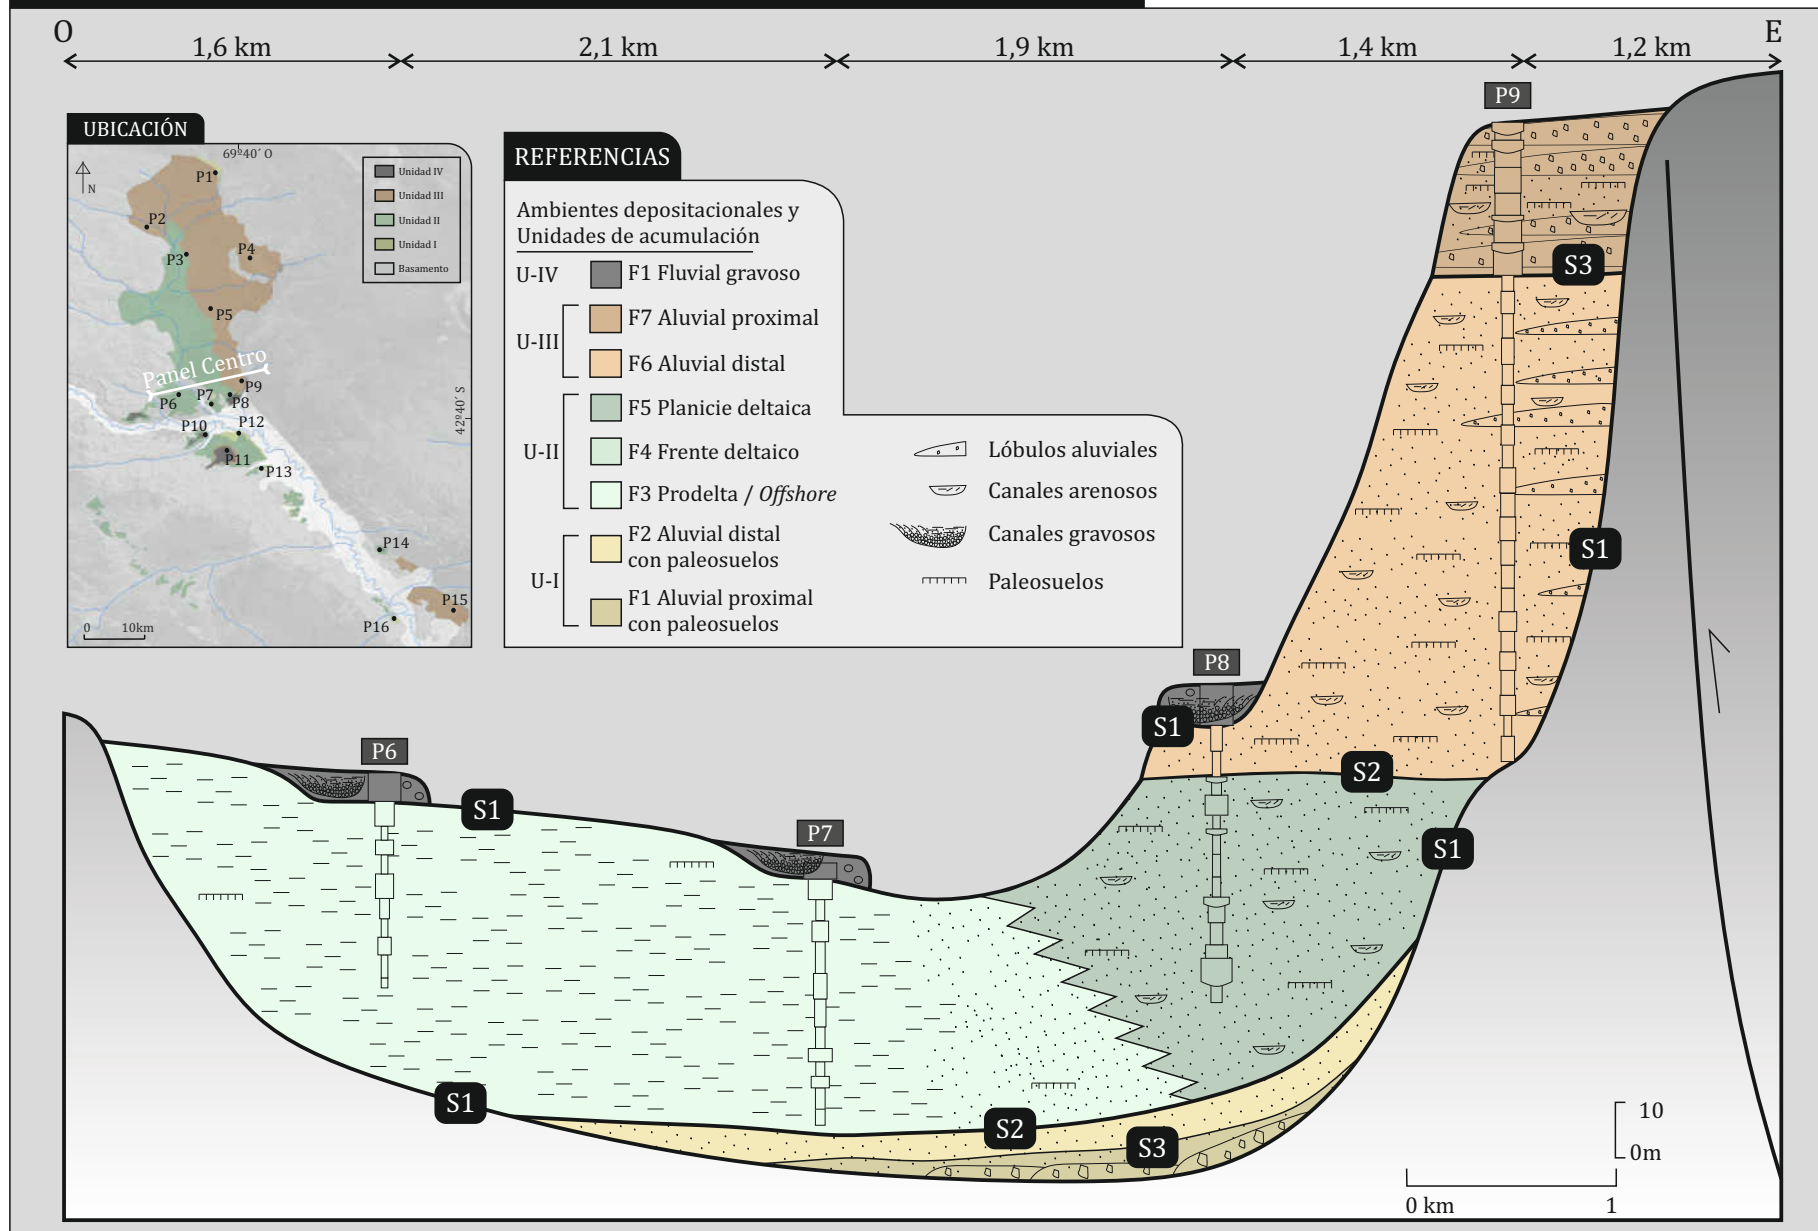 O
E
1,6 km
2,1 km
1,9 km
1,4 km
1,2 km
P9
UBICACIÓN
69º40´ O
42º40´ S
N
P1
P2
P3
P4
P5
Panel Centro
P6
P7
P8
P9
P10
P12
P11
P13
P14
P15
P16
0 10km
Unidad IV
Unidad III
Unidad II
Unidad I
Basamento
REFERENCIAS
Ambientes depositacionales y
Unidades de acumulación
U-IV F1 Fluvial gravoso
U-III
F7 Aluvial proximal
F6 Aluvial distal
U-II
F5 Planicie deltaica
F4 Frente deltaico
F3 Prodelta / Offshore
U-I
F2 Aluvial distal
con paleosuelos
F1 Aluvial proximal
con paleosuelos
Lóbulos aluviales
Canales arenosos
Canales gravosos
Paleosuelos
S3
S1
P8
S1
S2
P6
S1
P7
S1
S1
S2
S3
10
0m
0 km 1